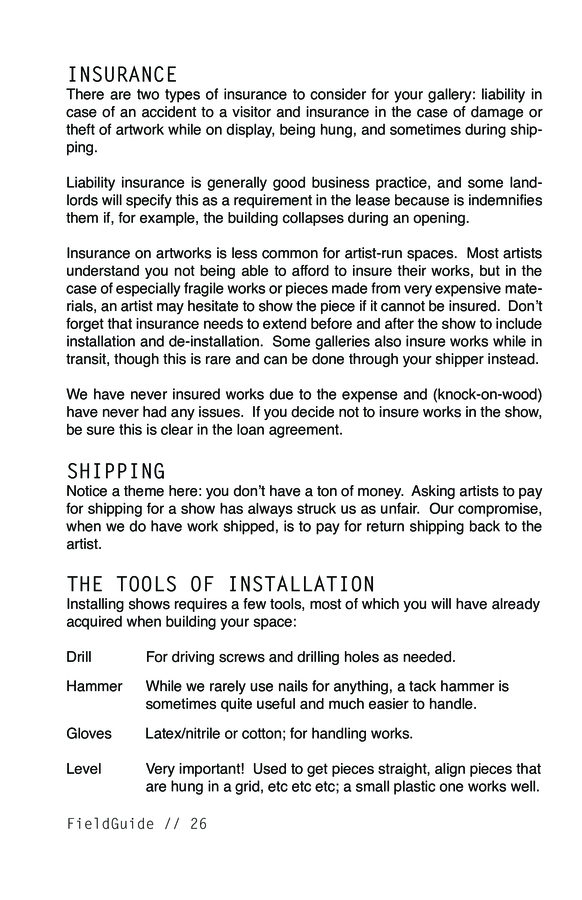 INSURANCE
There are two types of insurance to consider for your gallery: liability in
case of an accident to a visitor and insurance in the case of damage or
theft of artwork while on display, being hung, and sometimes during ship-
ping.
Liability insurance is generally good business practice, and some land-
lords will specify this as a requirement in the lease because is indemnifies
them if, for example, the building collapses during an opening.
Insurance on artworks is less common for artist-run spaces.  Most artists
understand you not being able to afford to insure their works, but in the
case of especially fragile works or pieces made from very expensive mate-
rials, an artist may hesitate to show the piece if it cannot be insured.  Don’t
forget that insurance needs to extend before and after the show to include
installation and de-installation.  Some galleries also insure works while in
transit, though this is rare and can be done through your shipper instead.
We have never insured works due to the expense and (knock-on-wood)
have never had any issues.  If you decide not to insure works in the show,
be sure this is clear in the loan agreement.
SHIPPING
Notice a theme here: you don’t have a ton of money.  Asking artists to pay
for shipping for a show has always struck us as unfair.  Our compromise,
when we do have work shipped, is to pay for return shipping back to the
artist.
THE TOOLS OF INSTALLATION
Installing shows requires a few tools, most of which you will have already
acquired when building your space:
Drill For driving screws and drilling holes as needed.
Hammer While we rarely use nails for anything, a tack hammer is
sometimes quite useful and much easier to handle.
Gloves Latex/nitrile or cotton; for handling works.
Level Very important!  Used to get pieces straight, align pieces that
are hung in a grid, etc etc etc; a small plastic one works well.
FieldGuide // 26